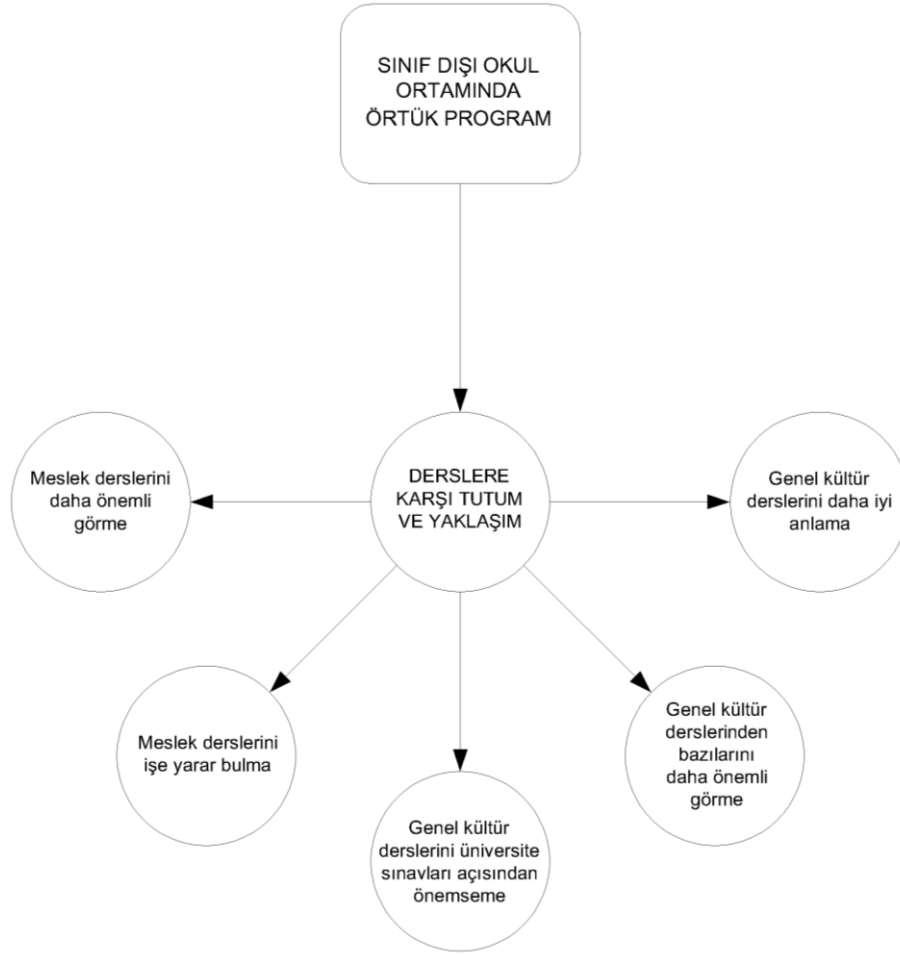 SINIF DIŞI OKUL
ORTAMINDA
ÖRTÜK PROGRAM
DERSLERE
KARŞI TUTUM
VE YAKLAŞIM
Meslek derslerini
daha önemli
görme
Genel kültür
derslerini daha iyi
anlama
Meslek derslerini
işe yarar bulma
Genel kültür
derslerini üniversite
sınavları açısından
önemseme
Genel kültür
derslerinden
bazılarını
daha önemli
görme